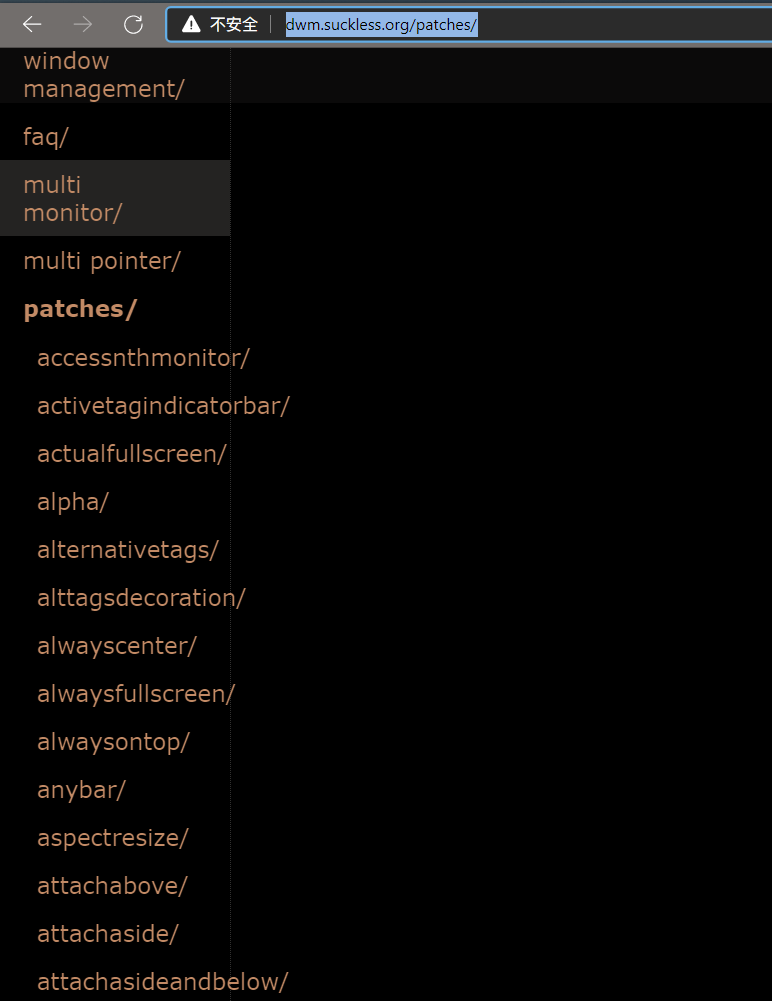 不安全
dwm.suckless.org/patches/
window
management/
faq/
multi
monitor/
multi pointer/
patches/
accessnthmonitor/
activetagindicatorbar/
actualfullscreen/
alpha/
alternativetags/
alttagsdecoration/
alwayscenter/
alwaysfullscreen/
alwaysontop/
anybar/
aspectresize/
attachabove/
attachaside/
attachasideandbelow/